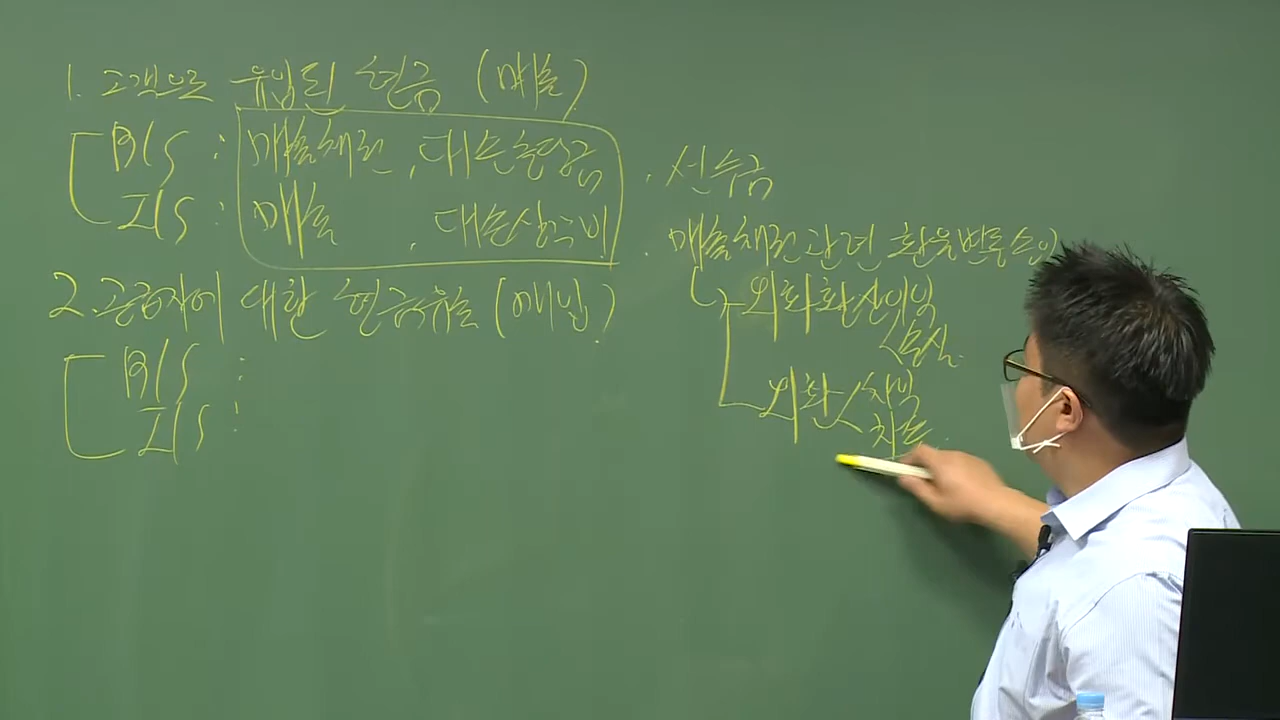 1. 고객으로 유입된 현금 (매출)
B/S : 매출채권, 대손충당금, 선수금
I/S : 매출, 대손상각비, 매출채권 관련 환율변동손익
외화환산이익
손실
외환 차익
차손
2. 공급자에 대한 현금유출 (매입)
B/S :
I/S :